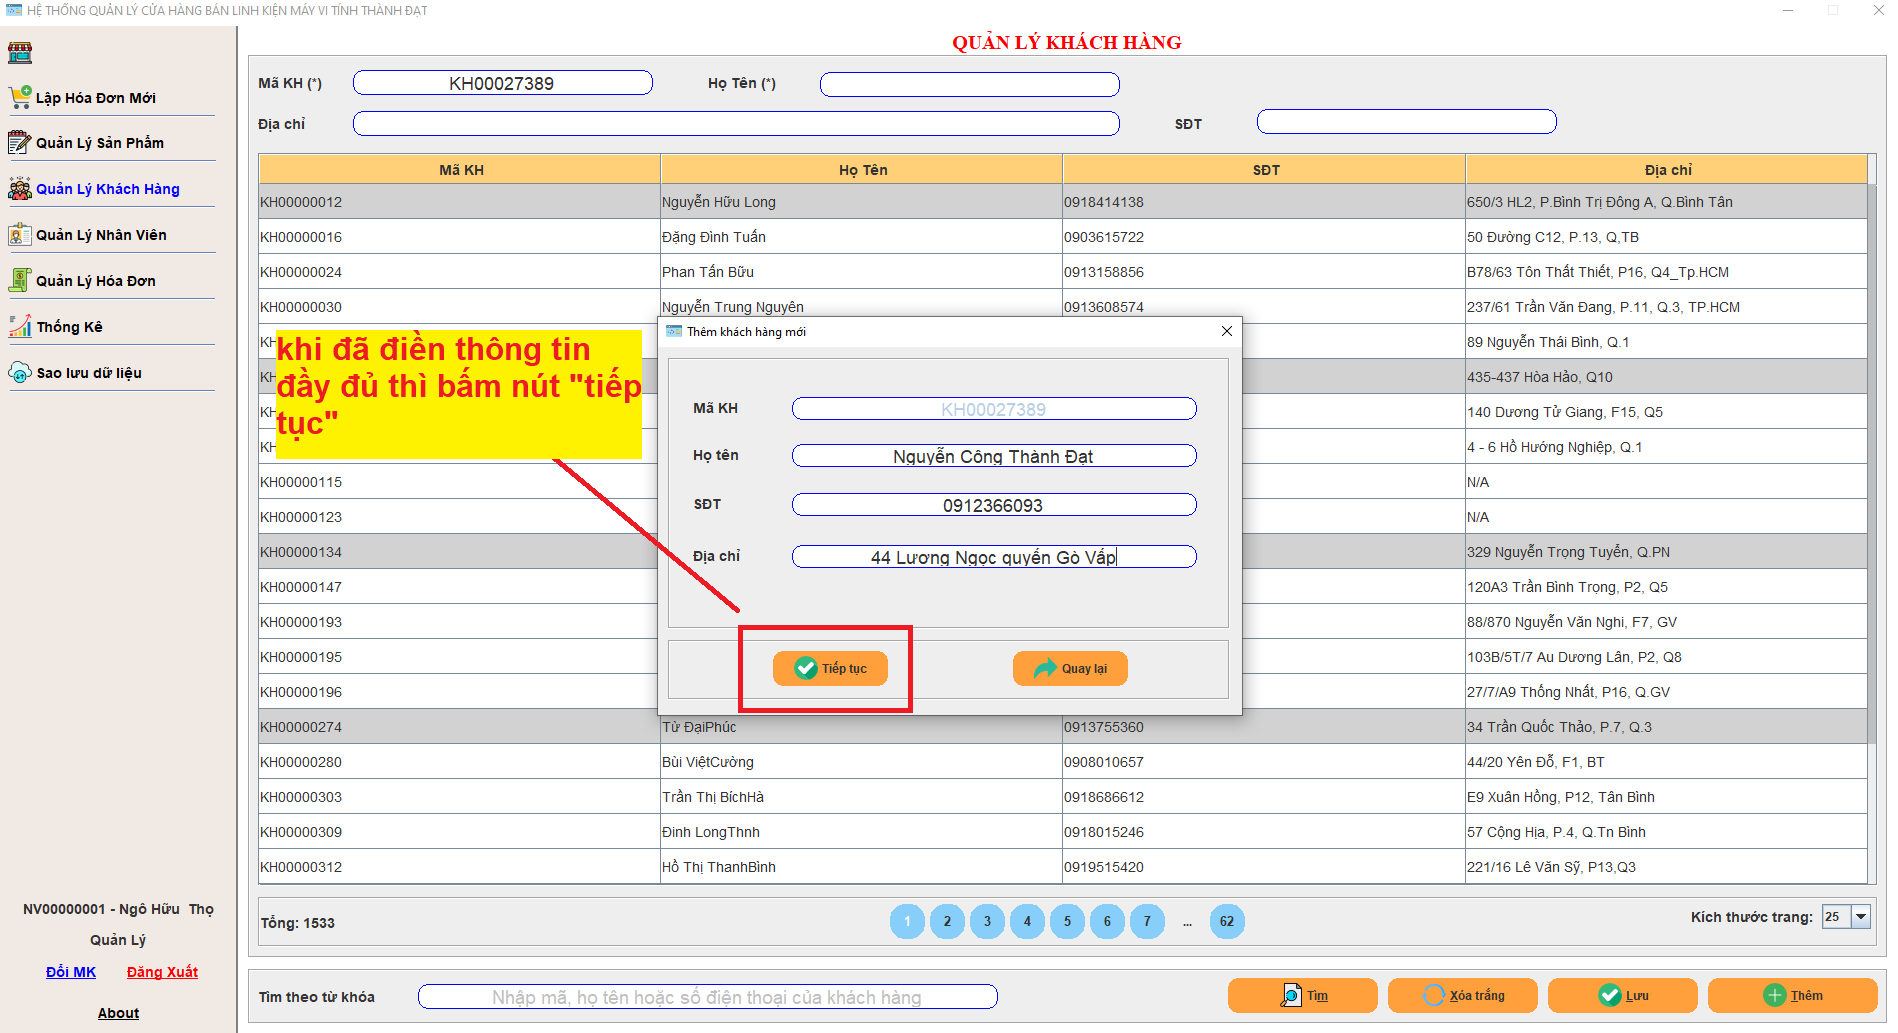 HỆ THỐNG QUẢN LÝ CỬA HÀNG BÁN LINH KIỆN MÁY VI TÍNH THÀNH ĐẠT
Lập Hóa Đơn Mới
Quản Lý Sản Phẩm
Quản Lý Khách Hàng
Quản Lý Nhân Viên
Quản Lý Hóa Đơn
Thống Kê
Sao lưu dữ liệu
NV00000001 - Ngô Hữu Thọ
Quản Lý
Đổi MK Đăng Xuất
About
QUẢN LÝ KHÁCH HÀNG
Mã KH (*) KH00027389 Họ Tên (*)
Địa chỉ SĐT
Mã KH Họ Tên SĐT Địa chỉ
KH00000012 Nguyễn Hữu Long 0918414138 650/3 HL2, P.Bình Trị Đông A, Q.Bình Tân
KH00000016 Đặng Đình Tuấn 0903615722 50 Đường C12, P.13, Q,TB
KH00000024 Phan Tấn Bữu 0913158856 B78/63 Tôn Thất Thiết, P16, Q4_Tp.HCM
KH00000030 Nguyễn Trung Nguyên 0913608574 237/61 Trần Văn Đang, P.11, Q.3, TP.HCM
KH 89 Nguyễn Thái Bình, Q.1
KH 435-437 Hòa Hảo, Q10
KH 140 Dương Tử Giang, F15, Q5
KH 4 - 6 Hồ Hướng Nghiệp, Q.1
KH00000115 N/A
KH00000123 N/A
KH00000134 329 Nguyễn Trọng Tuyển, Q.PN
KH00000147 120A3 Trần Bình Trọng, P2, Q5
KH00000193 88/870 Nguyễn Văn Nghi, F7, GV
KH00000195 103B/5T/7 Au Dương Lân, P2, Q8
KH00000196 27/7/A9 Thống Nhất, P16, Q.GV
KH00000274 Từ ĐạiPhúc 0913755360 34 Trần Quốc Thảo, P.7, Q.3
KH00000280 Bùi ViệtCường 0908010657 44/20 Yên Đỗ, F1, BT
KH00000303 Trần Thị BíchHà 0918686612 E9 Xuân Hồng, P12, Tân Bình
KH00000309 Đinh LongThnh 0918015246 57 Cộng Hịa, P.4, Q.Tn Bình
KH00000312 Hồ Thị ThanhBình 0919515420 221/16 Lê Văn Sỹ, P13,Q3
khi đã điền thông tin
đầy đủ thì bấm nút "tiếp
tục"
Thêm khách hàng mới
Mã KH KH00027389
Họ tên Nguyễn Công Thành Đạt
SĐT 0912366093
Địa chỉ 44 Lương Ngọc quyến Gò Vấp
Tiếp tục Quay lại
Tổng: 1533 1 2 3 4 5 6 7 ... 62 Kích thước trang: 25
Tìm theo từ khóa Nhập mã, họ tên hoặc số điện thoại của khách hàng Tìm Xóa trắng Lưu Thêm